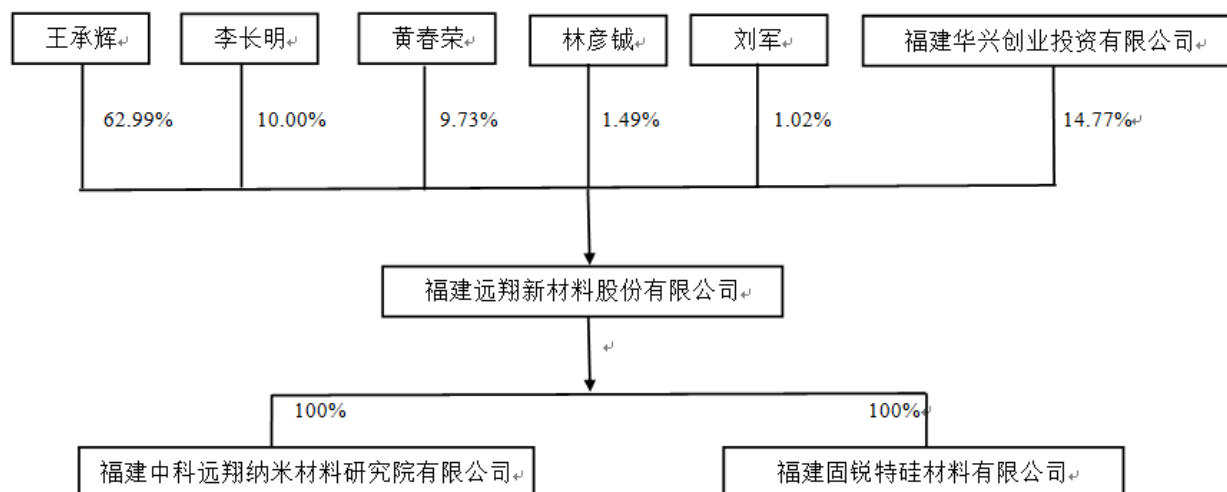 王承辉
李长明
黄春荣
林彦铖
刘军
福建华兴创业投资有限公司
62.99%
10.00%
9.73%
1.49%
1.02%
14.77%
福建远翔新材料股份有限公司
100%
100%
福建中科远翔纳米材料研究院有限公司
福建固锐特硅材料有限公司